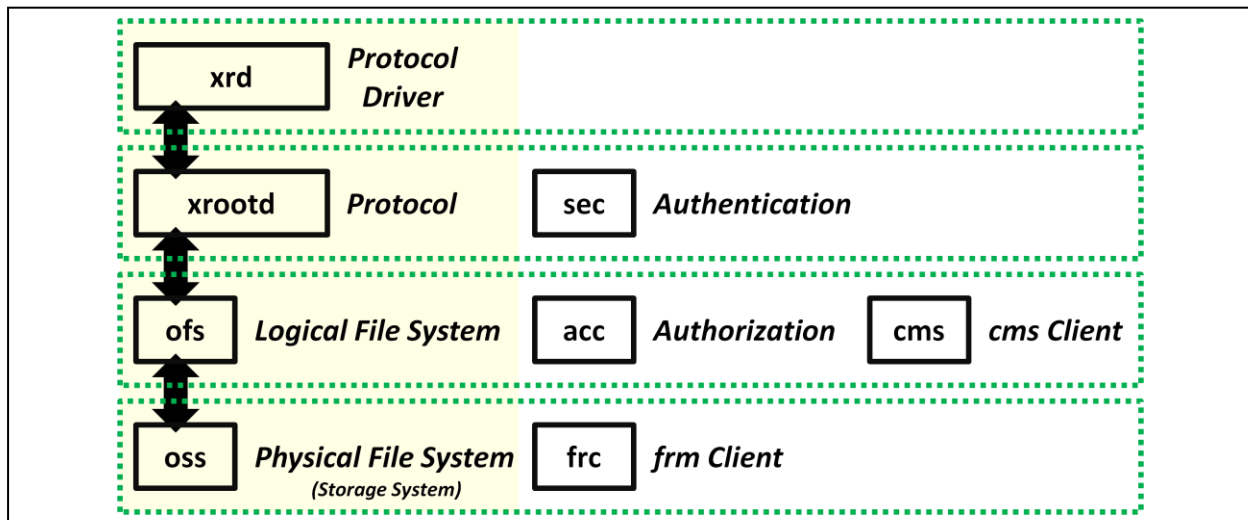 xrd Protocol
Driver
xrootd Protocol sec Authentication
ofs Logical File System acc Authorization cms cms Client
oss Physical File System frc frm Client
(Storage System)